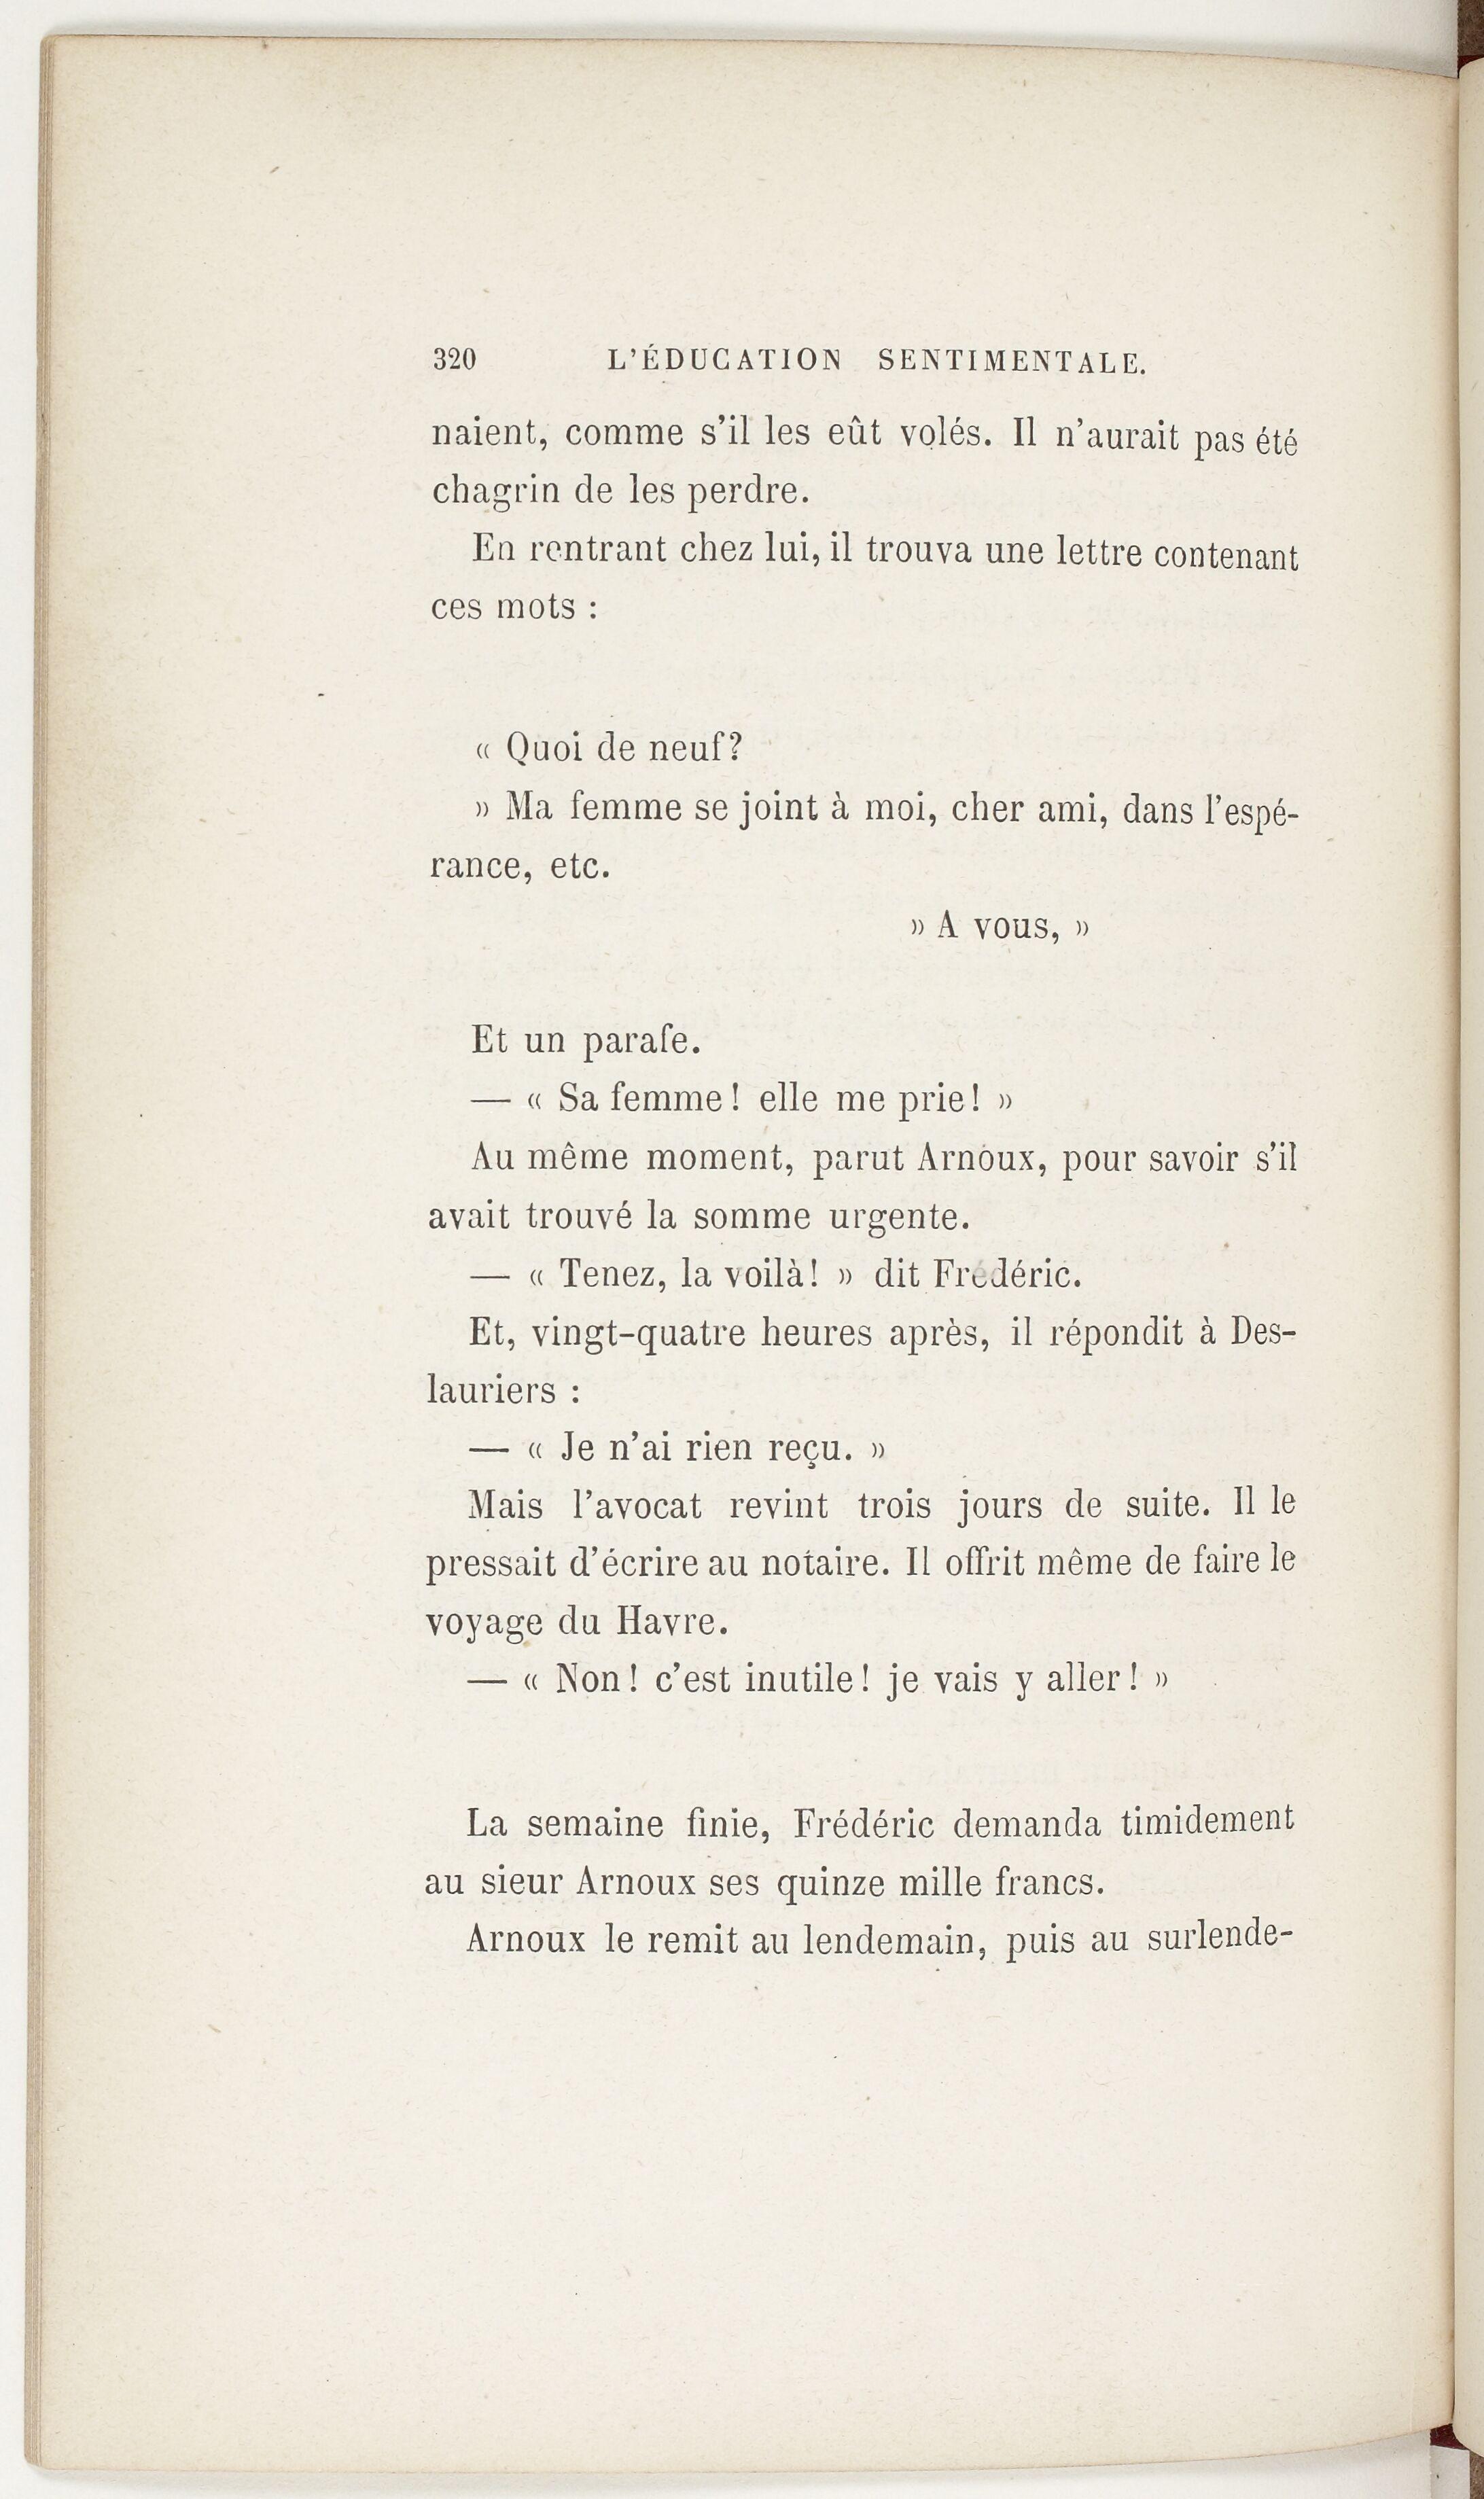 320 L'ÉDUCATION SENTIMENTALE.
naient, comme s'il les eût volés. Il n'aurait pas été
chagrin de les perdre.
En rentrant chez lui, il trouva une lettre contenant
ces mots :
« Quoi de neuf?
» Ma femme se joint à moi, cher ami, dans l'espé-
rance, etc.
» A vous, »
Et un parafe.
— « Sa femme! elle me prie! »
Au même moment, parut Arnoux, pour savoir s'il
avait trouvé la somme urgente.
— « Tenez, la voilà! » dit Frédéric.
Et, vingt-quatre heures après, il répondit à Des-
lauriers :
— « Je n'ai rien reçu. »
Mais l'avocat revint trois jours de suite. Il le
pressait d'écrire au notaire. Il offrit même de faire le
voyage du Havre.
— « Non! c'est inutile! je vais y aller! »
La semaine finie, Frédéric demanda timidement
au sieur Arnoux ses quinze mille francs.
Arnoux le remit au lendemain, puis au surlende-